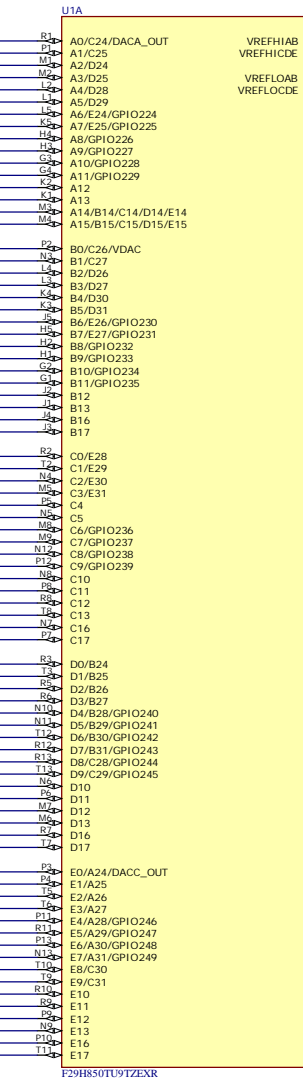 U1A
R1 A0/C24/DACA_OUT VREFHIAB
P1 A1/C25 VREFHICDE
M1 A2/D24
M2 A3/D25 VREFLOAB
L2 A4/D28 VREFLOCDE
L1 A5/D29
L5 A6/E24/GPIO224
K5 A7/E25/GPIO225
H4 A8/GPIO226
H3 A9/GPIO227
G3 A10/GPIO228
G4 A11/GPIO229
K2 A12
K1 A13
M3 A14/B14/C14/D14/E14
M4 A15/B15/C15/D15/E15
P2 B0/C26/VDAC
N3 B1/C27
L4 B2/D26
L3 B3/D27
K4 B4/D30
K3 B5/D31
J5 B6/E26/GPIO230
H5 B7/E27/GPIO231
H2 B8/GPIO232
H1 B9/GPIO233
G2 B10/GPIO234
G1 B11/GPIO235
J2 B12
J1 B13
J4 B16
J3 B17
R2 C0/E28
T2 C1/E29
N4 C2/E30
M5 C3/E31
P5 C4
N5 C5
M8 C6/GPIO236
M9 C7/GPIO237
N12 C8/GPIO238
P12 C9/GPIO239
N8 C10
P8 C11
R8 C12
T8 C13
N7 C16
P7 C17
R3 D0/B24
T3 D1/B25
R5 D2/B26
R6 D3/B27
N10 D4/B28/GPIO240
N11 D5/B29/GPIO241
T12 D6/B30/GPIO242
R12 D7/B31/GPIO243
R13 D8/C28/GPIO244
T13 D9/C29/GPIO245
N6 D10
P6 D11
M7 D12
M6 D13
R7 D16
T7 D17
P3 E0/A24/DACC_OUT
P4 E1/A25
T5 E2/A26
T6 E3/A27
P11 E4/A28/GPIO246
R11 E5/A29/GPIO247
P13 E6/A30/GPIO248
N13 E7/A31/GPIO249
T10 E8/C30
T9 E9/C31
R10 E10
R9 E11
P9 E12
N9 E13
P10 E16
T11 E17
F29H850TU9TZEXR